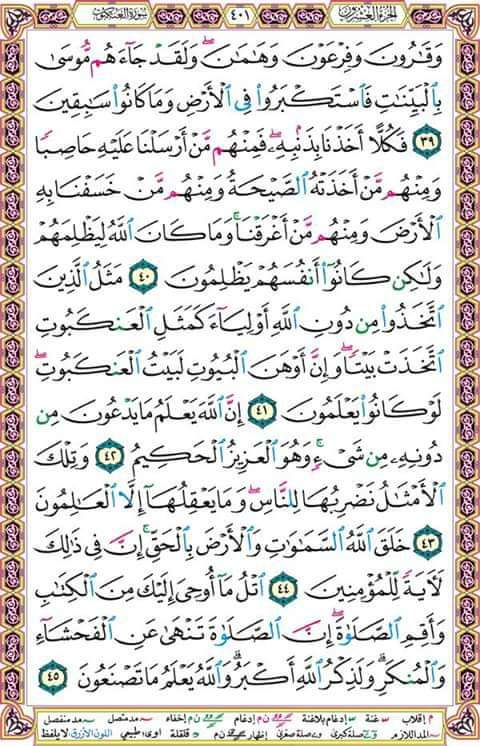 الجزء العشرون ٤٠١ سورة العنكبوت
وَقَٰرُونَ وَفِرْعَوْنَ وَهَٰمَٰنَۖ وَلَقَدْ جَآءَهُم مُّوسَىٰ
بِٱلْبَيِّنَٰتِ فَٱسْتَكْبَرُوا۟ فِى ٱلْأَرْضِ وَمَا كَانُوا۟ سَٰبِقِينَ
٣٩ فَكُلًّا أَخَذْنَا بِذَنۢبِهِۦۖ فَمِنْهُم مَّنْ أَرْسَلْنَا عَلَيْهِ حَاصِبًا
وَمِنْهُم مَّنْ أَخَذَتْهُ ٱلصَّيْحَةُ وَمِنْهُم مَّنْ خَسَفْنَا بِهِ
ٱلْأَرْضَ وَمِنْهُم مَّنْ أَغْرَقْنَاۚ وَمَا كَانَ ٱللَّهُ لِيَظْلِمَهُمْ
وَلَٰكِن كَانُوٓا۟ أَنفُسَهُمْ يَظْلِمُونَ ٤٠ مَثَلُ ٱلَّذِينَ
ٱتَّخَذُوا۟ مِن دُونِ ٱللَّهِ أَوْلِيَآءَ كَمَثَلِ ٱلْعَنكَبُوتِ
ٱتَّخَذَتْ بَيْتًاۖ وَإِنَّ أَوْهَنَ ٱلْبُيُوتِ لَبَيْتُ ٱلْعَنكَبُوتِۖ
لَوْ كَانُوا۟ يَعْلَمُونَ ٤١ إِنَّ ٱللَّهَ يَعْلَمُ مَا يَدْعُونَ مِن
دُونِهِۦ مِن شَىْءٍۚ وَهُوَ ٱلْعَزِيزُ ٱلْحَكِيمُ ٤٢ وَتِلْكَ
ٱلْأَمْثَٰلُ نَضْرِبُهَا لِلنَّاسِۖ وَمَا يَعْقِلُهَآ إِلَّا ٱلْعَٰلِمُونَ
٤٣ خَلَقَ ٱللَّهُ ٱلسَّمَٰوَٰتِ وَٱلْأَرْضَ بِٱلْحَقِّۚ إِنَّ فِى ذَٰلِكَ
لَءَايَةً لِّلْمُؤْمِنِينَ ٤٤ ٱتْلُ مَآ أُوحِىَ إِلَيْكَ مِنَ ٱلْكِتَٰبِ
وَأَقِمِ ٱلصَّلَوٰةَۖ إِنَّ ٱلصَّلَوٰةَ تَنْهَىٰ عَنِ ٱلْفَحْشَآءِ
وَٱلْمُنكَرِۗ وَلَذِكْرُ ٱللَّهِ أَكْبَرُۗ وَٱللَّهُ يَعْلَمُ مَا تَصْنَعُونَ ٤٥
م إقلاب غنة إدغام بلاغنة ن م إدغام ن م إخفاء مد متصل مد منفصل
المد اللازم صلة كبرى صلة صغرى إظهار ن م قلقلة اوى: طبيعي اللون الأزرق لا يلفظ